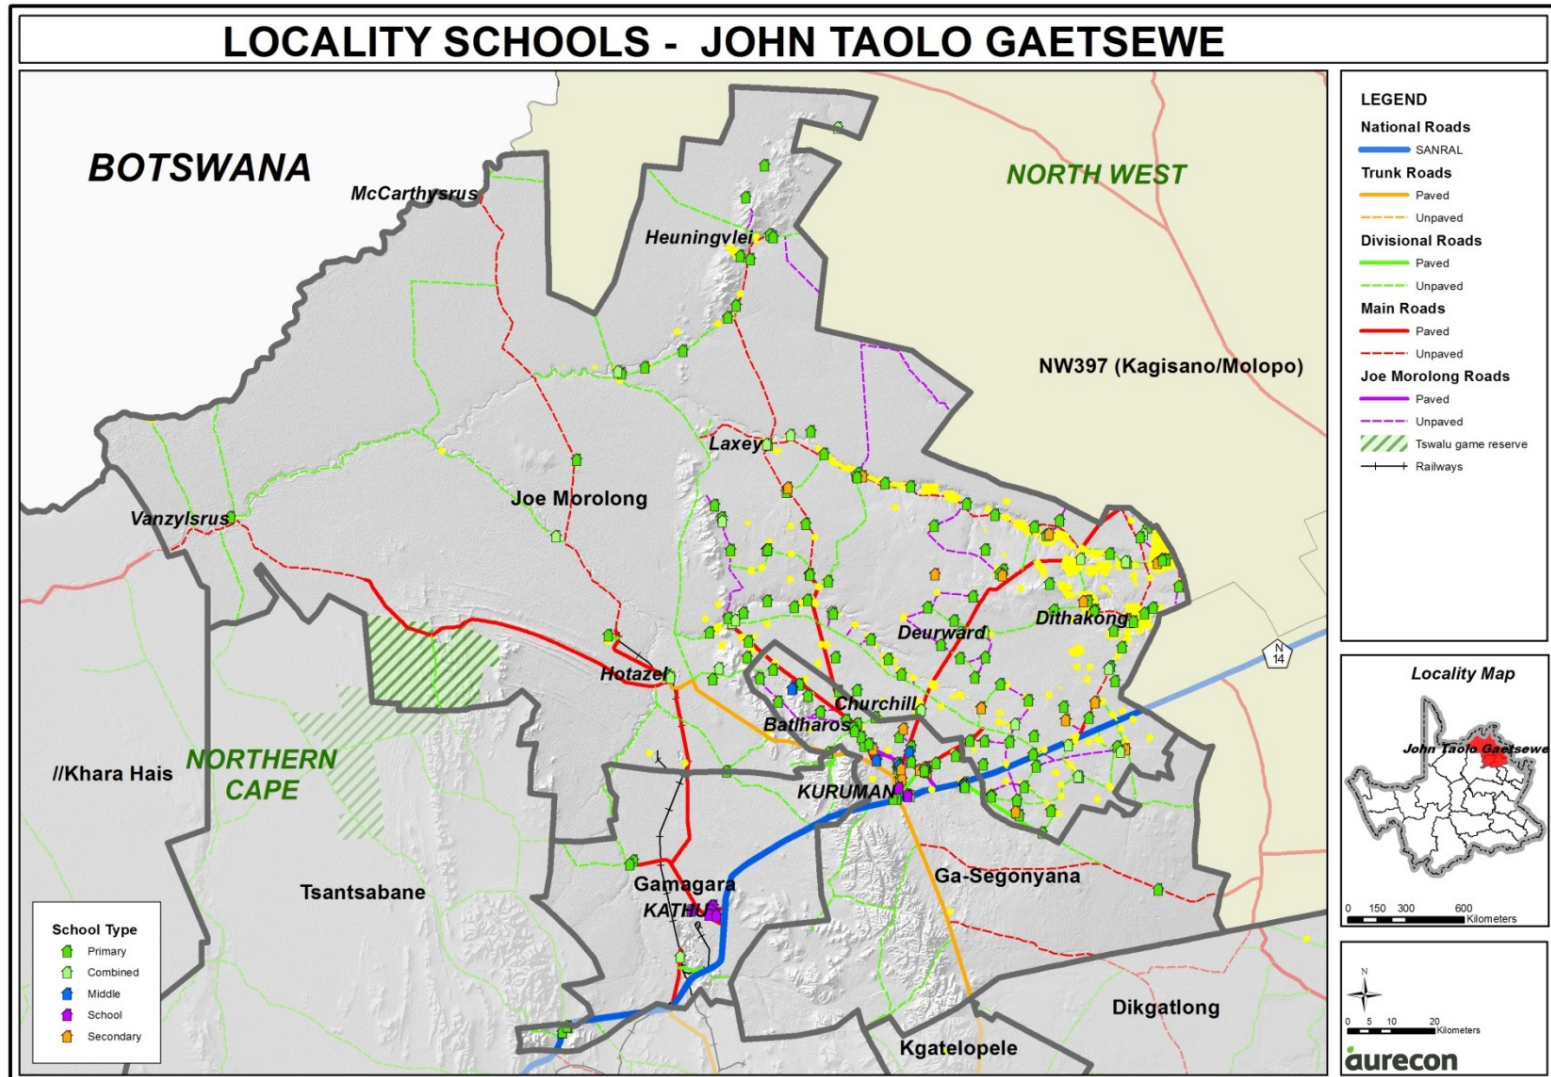 LOCALITY SCHOOLS - JOHN TAOLO GAETSEWE
BOTSWANA
McCarthysrus
NORTH WEST
Heuningvlei
NW397 (Kagisano/Molopo)
Laxey
Joe Morolong
Vanzylsrus
Dithakong
Deurward
Hotazel
Churchill
Batlharos
NORTHERN
CAPE
//Khara Hais
KURUMAN
Tsantsabane
Gamagara
KATHU
Ga-Segonyana
Dikgatlong
Kgatelopele
N
14
School Type
Primary
Combined
Middle
School
Secondary
LEGEND
National Roads
SANRAL
Trunk Roads
Paved
Unpaved
Divisional Roads
Paved
Unpaved
Main Roads
Paved
Unpaved
Joe Morolong Roads
Paved
Unpaved
Tswalu game reserve
Railways
Locality Map
John Taolo Gaetsewe
0 150 300 600
Kilometers
N
0 5 10 20
Kilometers
aurecon